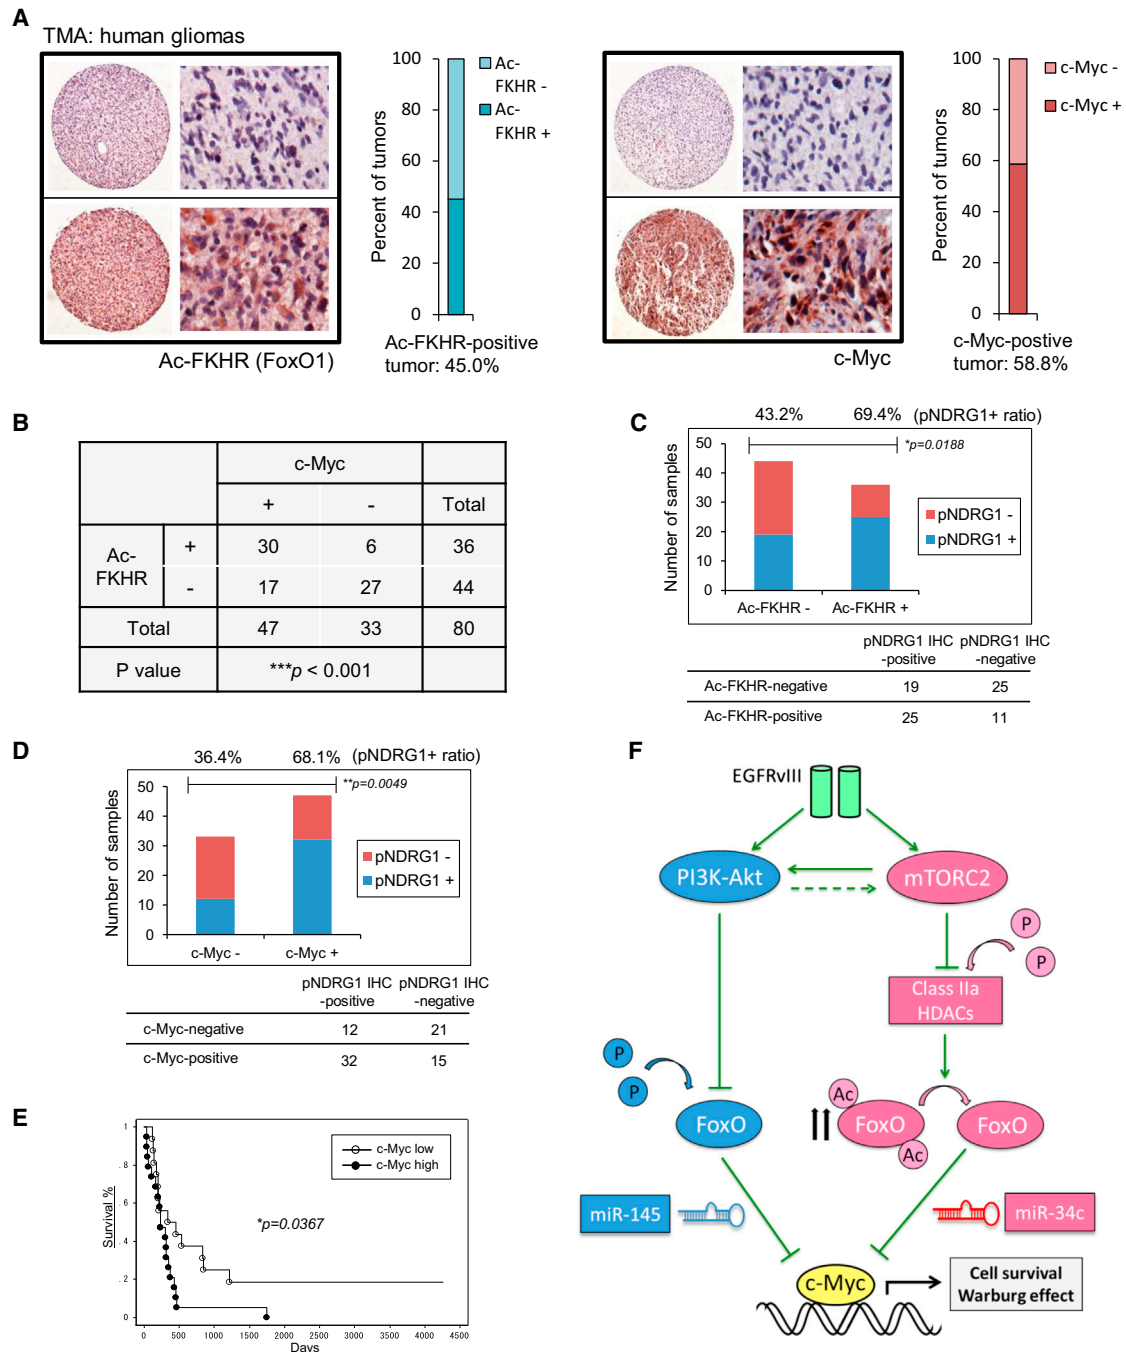 A
TMA: human gliomas
100
80
60
40
20
0
Percent of tumors
Ac-
FKHR -
Ac-
FKHR +
Ac-FKHR (FoxO1)
Ac-FKHR-postive
tumor: 45.0%
100
80
60
40
20
0
Percent of tumors
c-Myc -
c-Myc +
c-Myc
c-Myc-postive
tumor: 58.8%
B
c-Myc
+ - Total
Ac-
FKHR
+ 30 6 36
- 17 27 44
Total 47 33 80
P value ***p < 0.001
C
43.2% 69.4% (pNDRG1+ ratio)
*p=0.0188
50
40
30
20
10
0
Number of samples
pNDRG1 -
pNDRG1 +
Ac-FKHR - Ac-FKHR +
pNDRG1 IHC pNDRG1 IHC
-positive -negative
Ac-FKHR-negative 19 25
Ac-FKHR-positive 25 11
D
36.4% 68.1% (pNDRG1+ ratio)
**p=0.0049
50
40
30
20
10
0
Number of samples
pNDRG1 -
pNDRG1 +
c-Myc - c-Myc +
pNDRG1 IHC pNDRG1 IHC
-positive -negative
c-Myc-negative 12 21
c-Myc-positive 32 15
E
1
.8
.6
.4
.2
0
Survival %
c-Myc low
c-Myc high
*p=0.0367
0 500 1000 1500 2000 2500 3000 3500 4000 4500
Days
F
EGFRvIII
PI3K-Akt
mTORC2
P
P
Class IIa
HDACs
P
P
FoxO
Ac
FoxO
Ac
FoxO
miR-145
miR-34c
c-Myc
Cell survival
Warburg effect